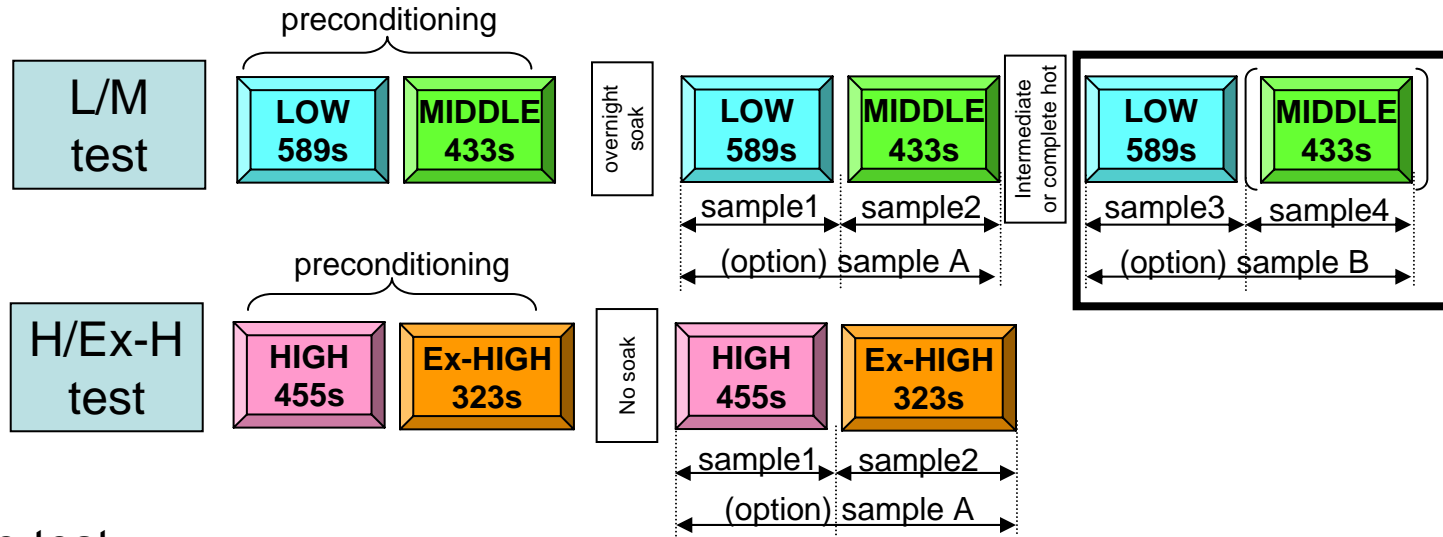 preconditioning
L/M
test
LOW
589s
MIDDLE
433s
overnight
soak
LOW
589s
MIDDLE
433s
Intermediate
or complete hot
LOW
589s
MIDDLE
433s
sample1
sample2
(option) sample A
sample3
sample4
(option) sample B
preconditioning
H/Ex-H
test
HIGH
455s
Ex-HIGH
323s
No soak
HIGH
455s
Ex-HIGH
323s
sample1
sample2
(option) sample A